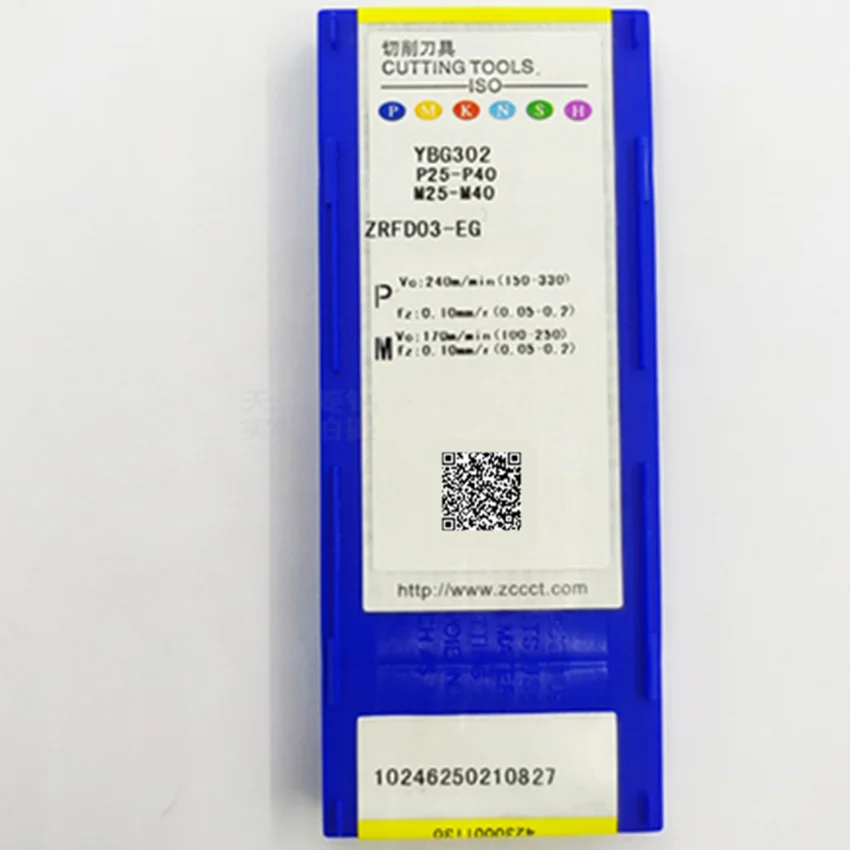 切削刀具
CUTTING TOOLS
ISO
P M K N S H
YBG302
P25-P40
M25-M40
ZRFD03-EG
P Vc:240m/min(150-330)
fz:0.10mm/r(0.05-0.2)
M Vc:170m/min(100-250)
fz:0.10mm/r(0.05-0.2)
http://www.zccct.com
10246250210827